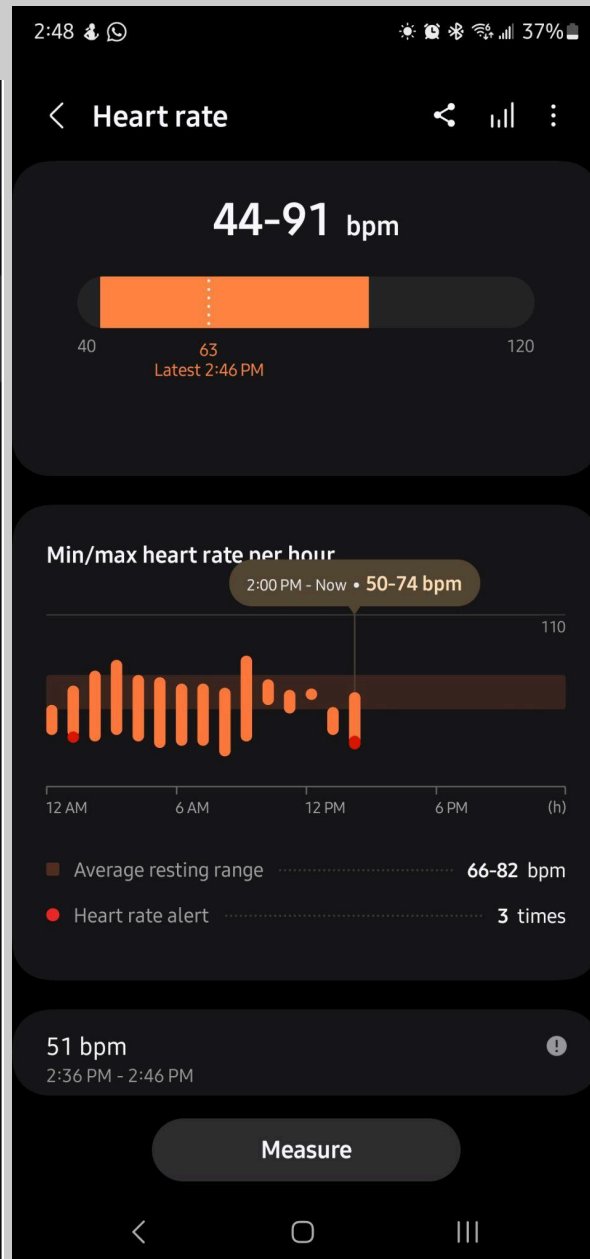 2:48 37%
Heart rate
44-91 bpm
40 63 120
Latest 2:46 PM
Min/max heart rate per hour
2:00 PM - Now • 50-74 bpm
110
12 AM 6 AM 12 PM 6 PM (h)
Average resting range 66-82 bpm
Heart rate alert 3 times
51 bpm
2:36 PM - 2:46 PM
Measure